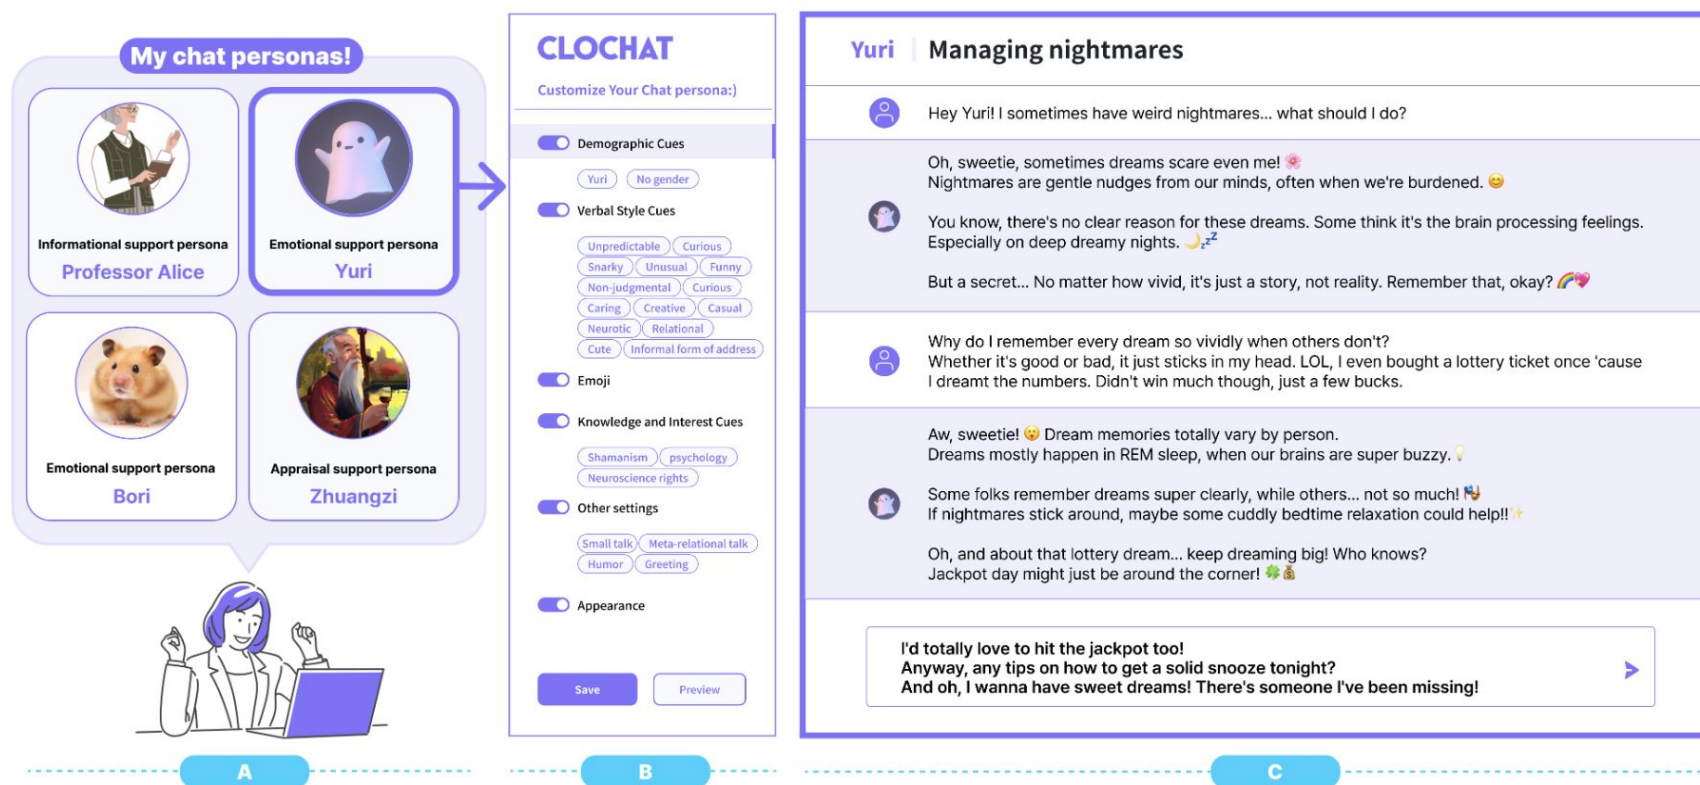 My chat personas!
Informational support persona
Professor Alice
Emotional support persona
Yuri
Emotional support persona
Bori
Appraisal support persona
Zhuangzi
A
CLOCHAT
Customize Your Chat persona:)
Demographic Cues
Yuri No gender
Verbal Style Cues
Unpredictable Curious
Snarky Unusual Funny
Non-judgmental Curious
Caring Creative Casual
Neurotic Relational
Cute Informal form of address
Emoji
Knowledge and Interest Cues
Shamanism psychology
Neuroscience rights
Other settings
Small talk Meta-relational talk
Humor Greeting
Appearance
Save Preview
B
Yuri Managing nightmares
Hey Yuri! I sometimes have weird nightmares... what should I do?
Oh, sweetie, sometimes dreams scare even me! 🌸
Nightmares are gentle nudges from our minds, often when we're burdened. 😊
You know, there's no clear reason for these dreams. Some think it's the brain processing feelings.
Especially on deep dreamy nights. 🌙💤
But a secret... No matter how vivid, it's just a story, not reality. Remember that, okay? 🌈💖
Why do I remember every dream so vividly when others don't?
Whether it's good or bad, it just sticks in my head. LOL, I even bought a lottery ticket once 'cause
I dreamt the numbers. Didn't win much though, just a few bucks.
Aw, sweetie! 😮 Dream memories totally vary by person.
Dreams mostly happen in REM sleep, when our brains are super buzzy. 💡
Some folks remember dreams super clearly, while others... not so much! 🎭
If nightmares stick around, maybe some cuddly bedtime relaxation could help!! ✨
Oh, and about that lottery dream... keep dreaming big! Who knows?
Jackpot day might just be around the corner! 🍀💰
I'd totally love to hit the jackpot too!
Anyway, any tips on how to get a solid snooze tonight?
And oh, I wanna have sweet dreams! There's someone I've been missing!
C